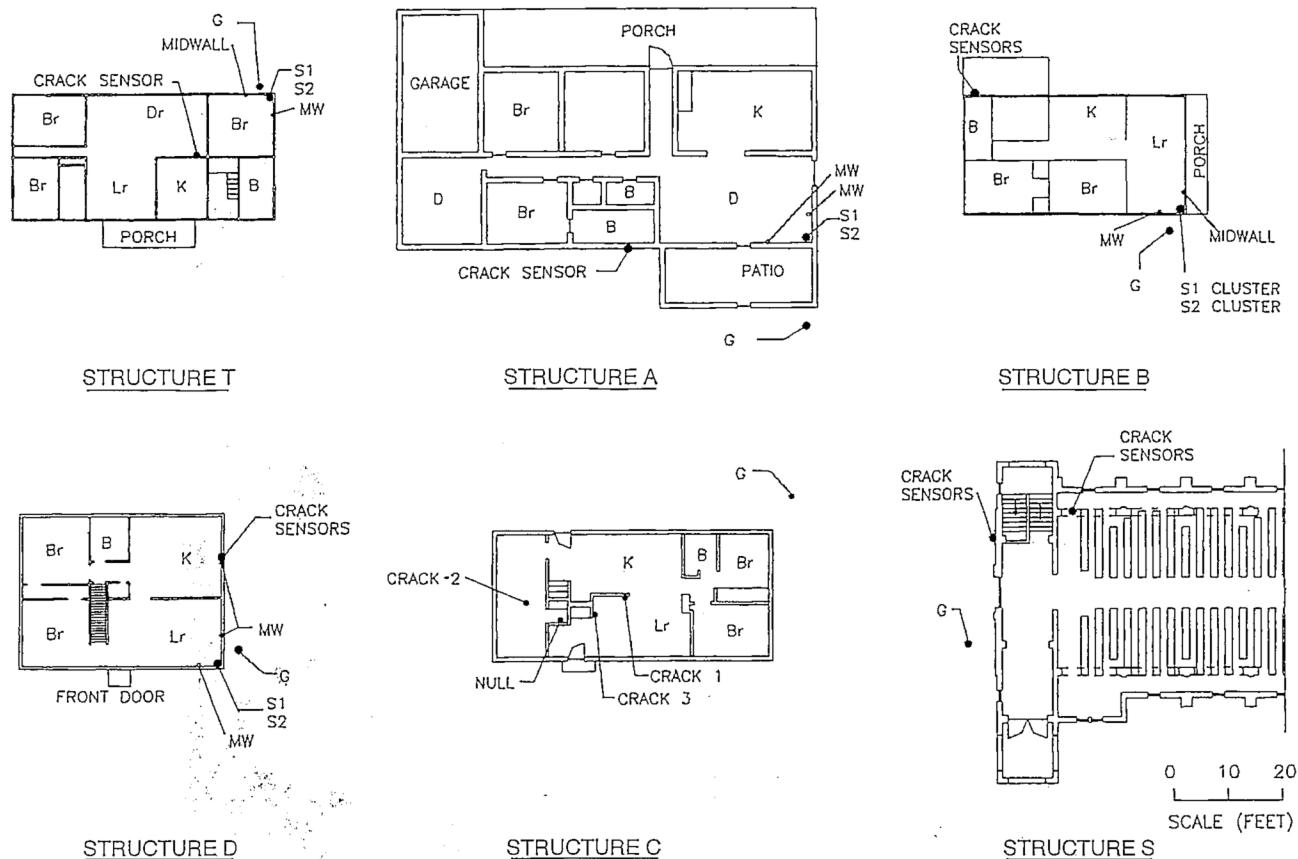 G
MIDWALL
CRACK SENSOR
S1
S2
MW
Br
Dr
Br
Br
Lr
K
B
PORCH
STRUCTURE T
PORCH
GARAGE
Br
K
MW
MW
D
Br
B
B
D
S1
S2
CRACK SENSOR
PATIO
G
STRUCTURE A
CRACK
SENSORS
B
K
Lr
PORCH
Br
Br
MW
MIDWALL
G
S1 CLUSTER
S2 CLUSTER
STRUCTURE B
CRACK
SENSORS
Br
B
K
Br
Lr
MW
G
FRONT DOOR
S1
S2
MW
STRUCTURE D
G
K
B
Br
CRACK-2
Lr
Br
NULL
CRACK 1
CRACK 3
STRUCTURE C
CRACK
SENSORS
CRACK
SENSORS
G
0 10 20
SCALE (FEET)
STRUCTURE S